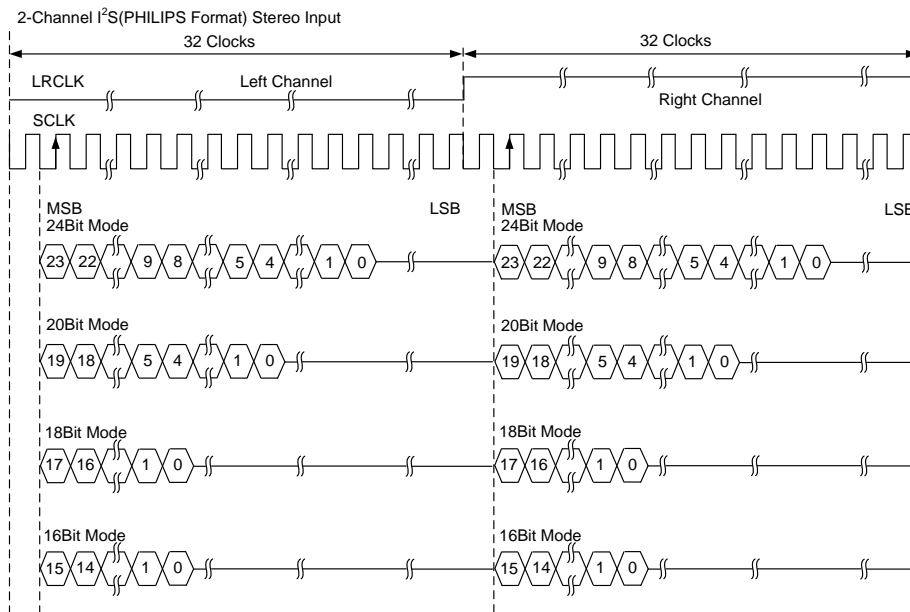 2-Channel I²S(PHILIPS Format) Stereo Input
32 Clocks 32 Clocks
LRCLK Left Channel
Right Channel
SCLK
MSB LSB MSB LSB
24Bit Mode 24Bit Mode
23 22 9 8 5 4 1 0 23 22 9 8 5 4 1 0
20Bit Mode 20Bit Mode
19 18 5 4 1 0 19 18 5 4 1 0
18Bit Mode 18Bit Mode
17 16 1 0 17 16 1 0
16Bit Mode 16Bit Mode
15 14 1 0 15 14 1 0